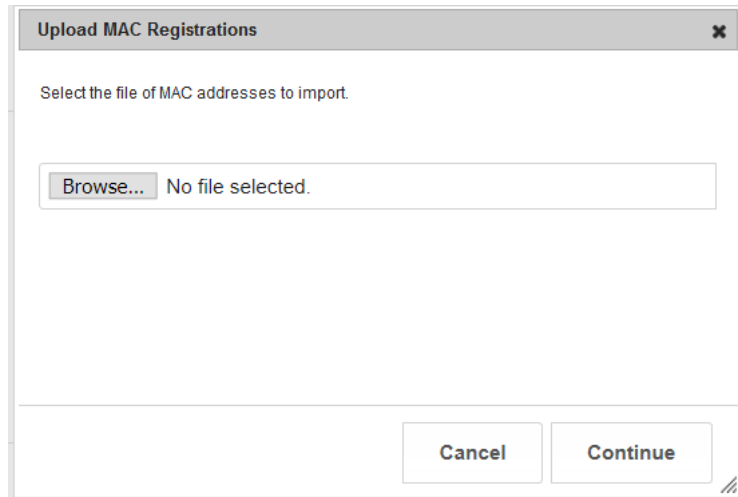 Upload MAC Registrations
Select the file of MAC addresses to import.
Browse... No file selected.
Cancel Continue